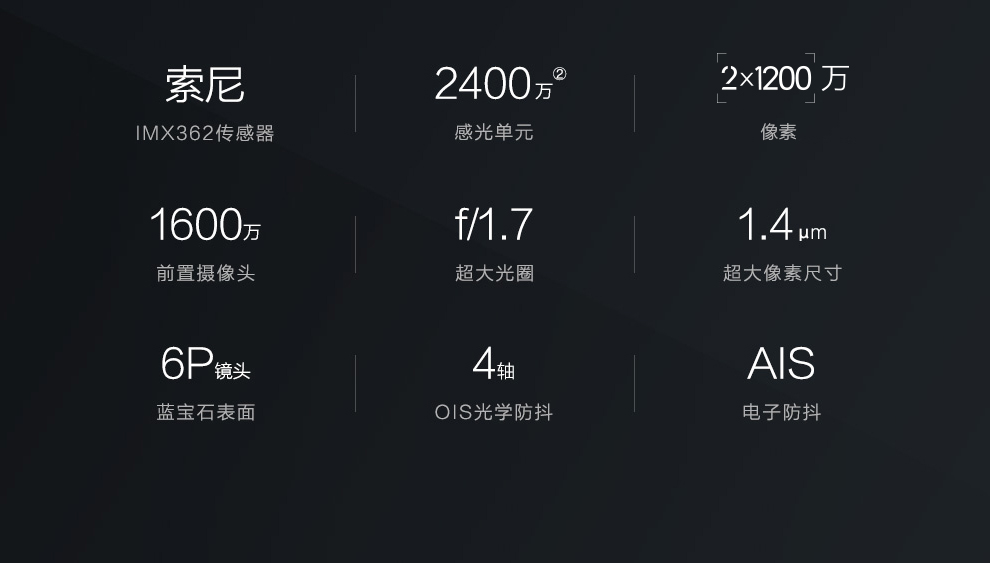 索尼
IMX362传感器
2400万②
感光单元
2×1200万
像素
1600万
前置摄像头
f/1.7
超大光圈
1.4μm
超大像素尺寸
6P镜头
蓝宝石表面
4轴
OIS光学防抖
AIS
电子防抖